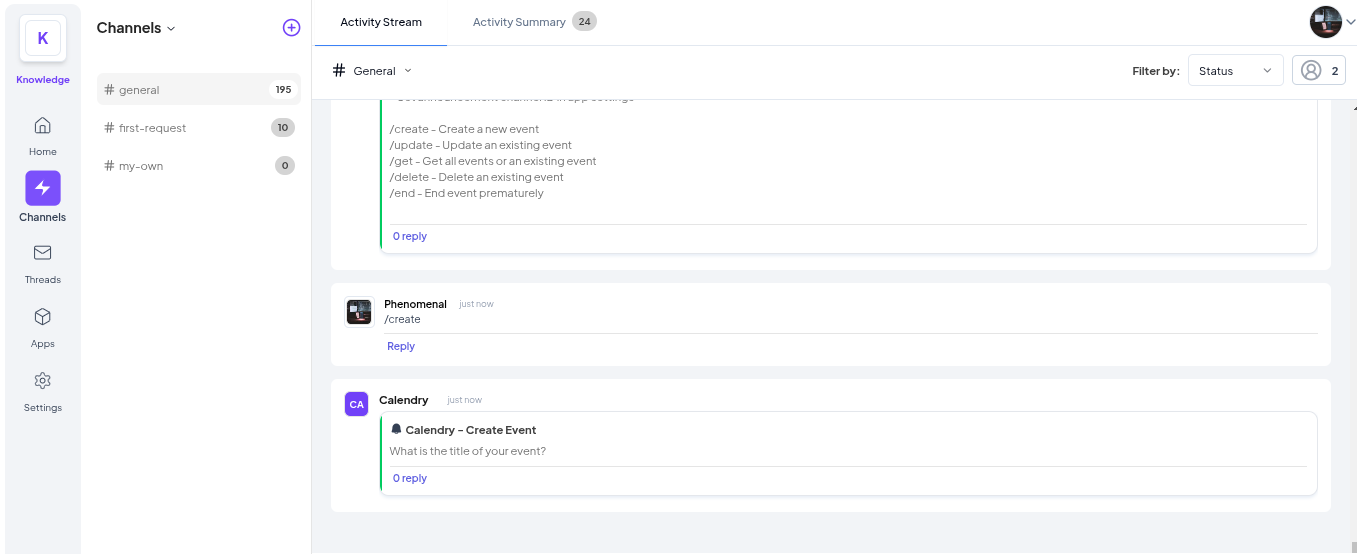 K
Knowledge
Home
Channels
Threads
Apps
Settings
Channels
# general 195
# first-request 10
# my-own 0
Activity Stream Activity Summary 24
# General Filter by: Status 2
/create - Create a new event
/update - Update an existing event
/get - Get all events or an existing event
/delete - Delete an existing event
/end - End event prematurely
0 reply
Phenomenal just now
/create
Reply
CA Calendry just now
Calendry - Create Event
What is the title of your event?
0 reply